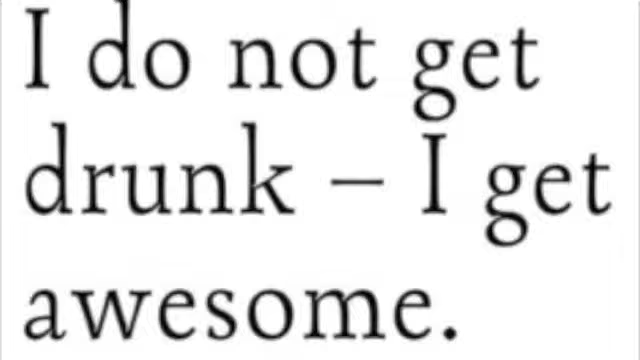 I do not get
drunk – I get
awesome.